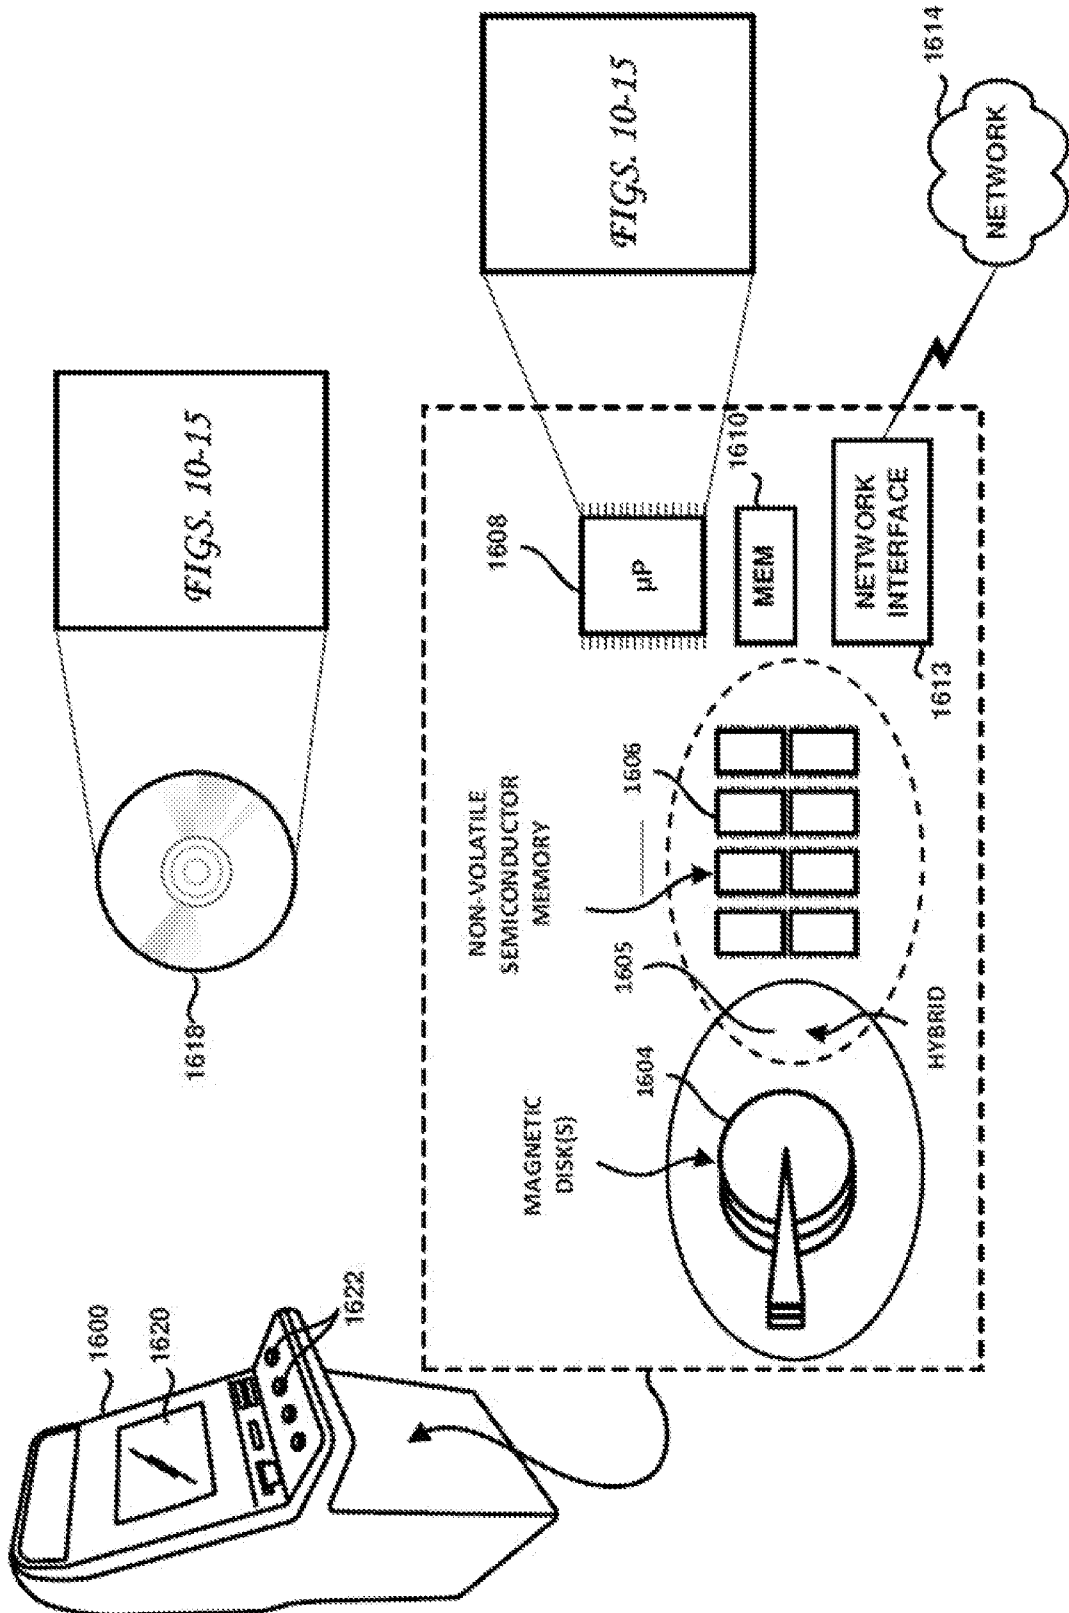 1600
1620
1622
1618
FIGS. 10-15
FIGS. 10-15
MAGNETIC
DISK(S)
1604
1605
HYBRID
NON-VOLATILE
SEMICONDUCTOR
MEMORY
1606
1608
µP
1610
MEM
NETWORK
INTERFACE
1613
NETWORK
1614